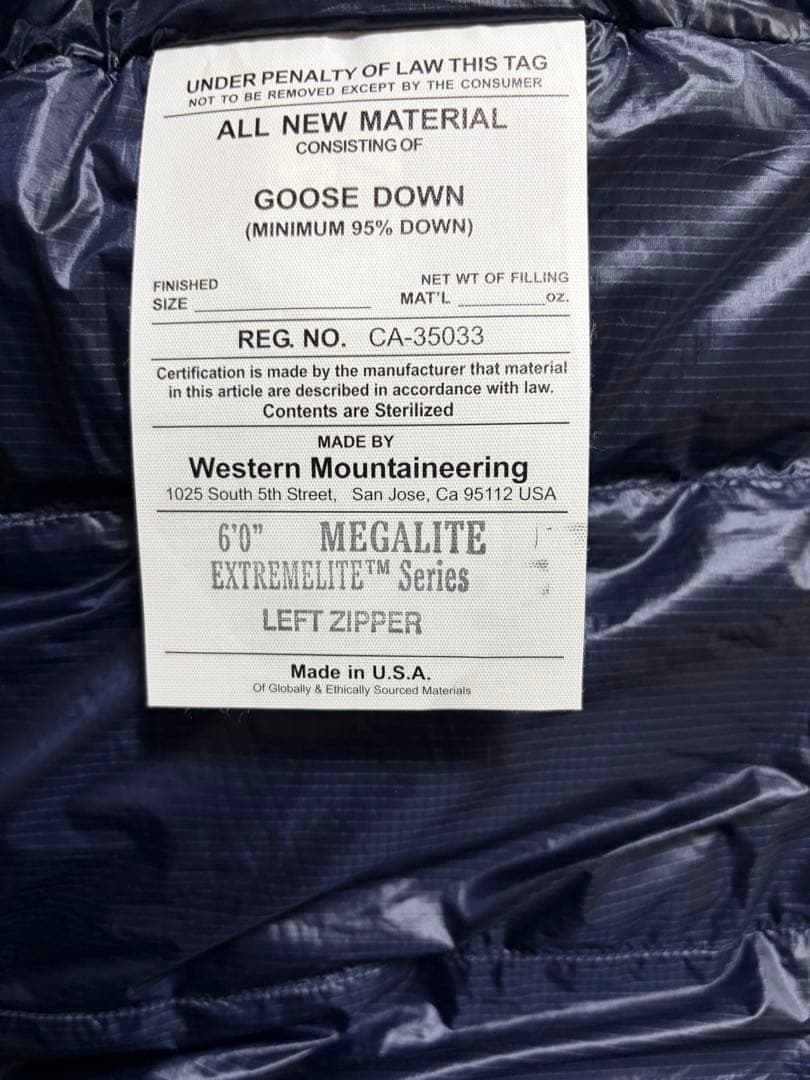 UNDER PENALTY OF LAW THIS TAG
NOT TO BE REMOVED EXCEPT BY THE CONSUMER
ALL NEW MATERIAL
CONSISTING OF
GOOSE DOWN
(MINIMUM 95% DOWN)
FINISHED
SIZE
NET WT OF FILLING
MAT'L ________ oz.
REG. NO. CA-35033
Certification is made by the manufacturer that material
in this article are described in accordance with law.
Contents are Sterilized
MADE BY
Western Mountaineering
1025 South 5th Street, San Jose, Ca 95112 USA
6'0" MEGALITE
EXTREMELITE™ Series
LEFT ZIPPER
Made in U.S.A.
Of Globally & Ethically Sourced Materials